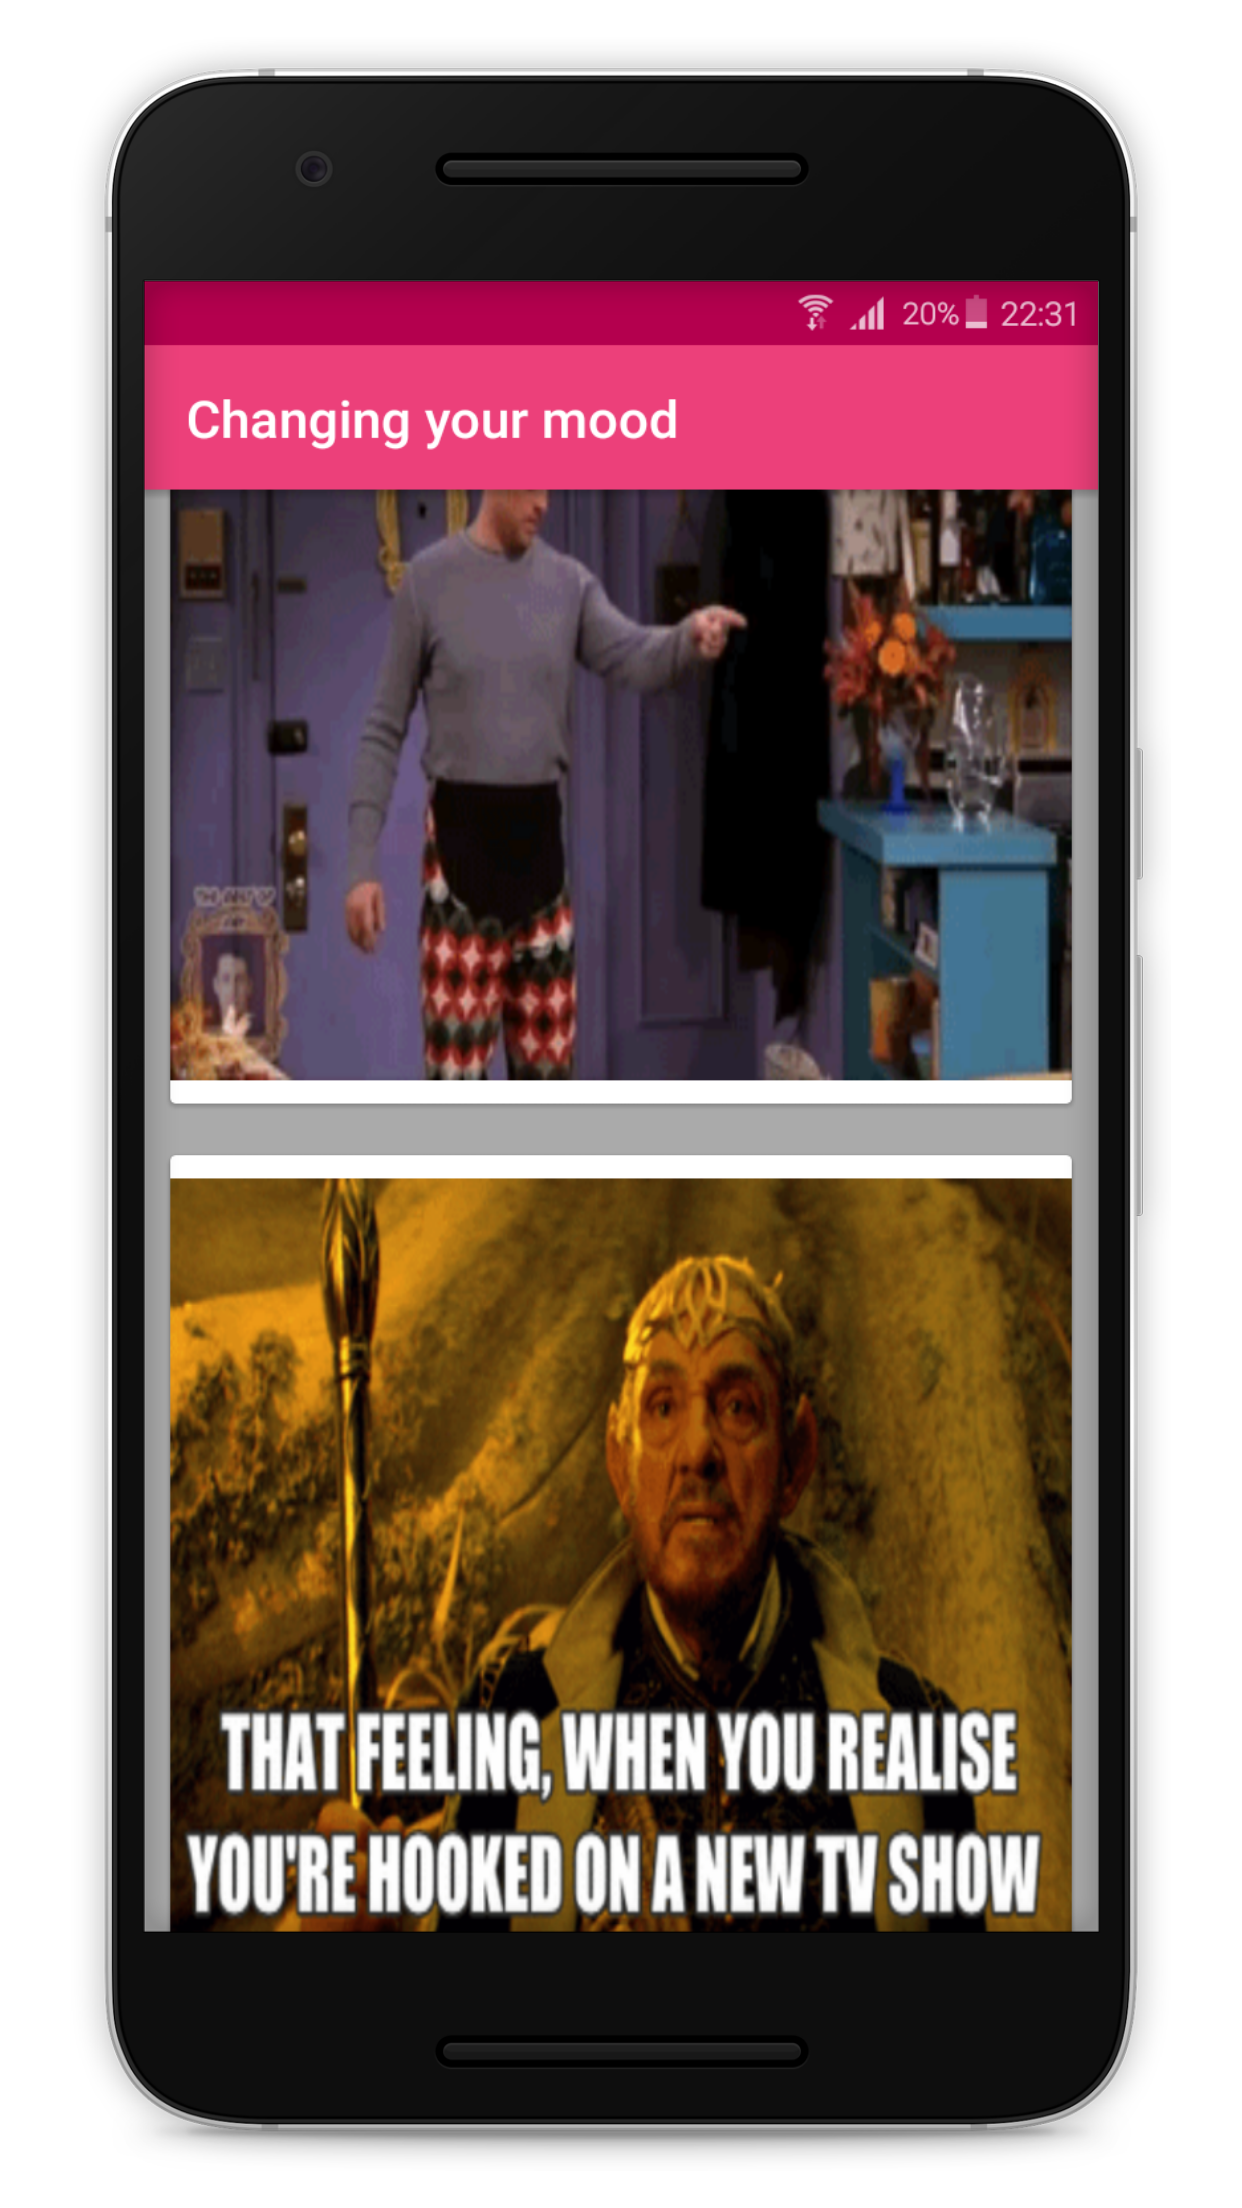 20% 22:31
Changing your mood
THAT FEELING, WHEN YOU REALISE
YOU'RE HOOKED ON A NEW TV SHOW